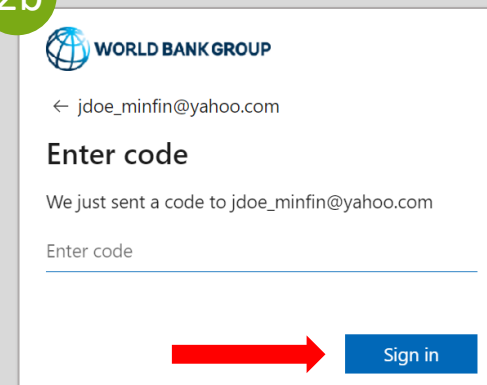 2b
WORLD BANK GROUP
← jdoe_minfin@yahoo.com
Enter code
We just sent a code to jdoe_minfin@yahoo.com
Enter code
Sign in